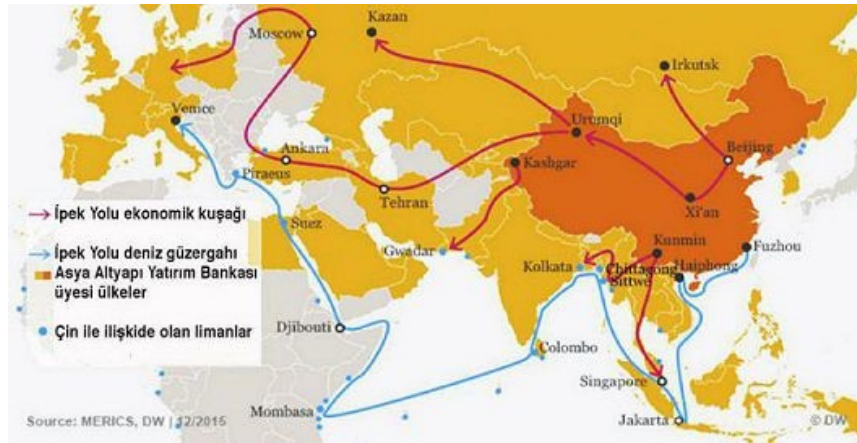 Kazan
Moscow
Irkutsk
Venice
Urumqi
Ankara
Beijing
Kashgar
Piraeus
Tehran
Xi'an
İpek Yolu ekonomik kuşağı
Suez
Kunmin
Fuzhou
İpek Yolu deniz güzergahı
Gwadar
Kolkata
Chittagong
Haiphong
Asya Altyapı Yatırım Bankası
üyesi ülkeler
Sittwe
Çin ile ilişkide olan limanlar
Djibouti
Colombo
Singapore
Mombasa
Jakarta
Source: MERICS, DW | 12/2015
© DW